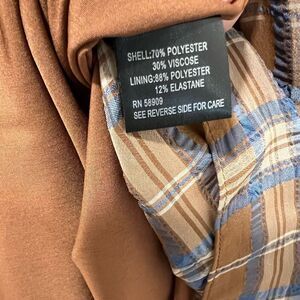 SHELL:70% POLYESTER
30% VISCOSE
LINING:88% POLYESTER
12% ELASTANE
RN 58909
SEE REVERSE SIDE FOR CARE